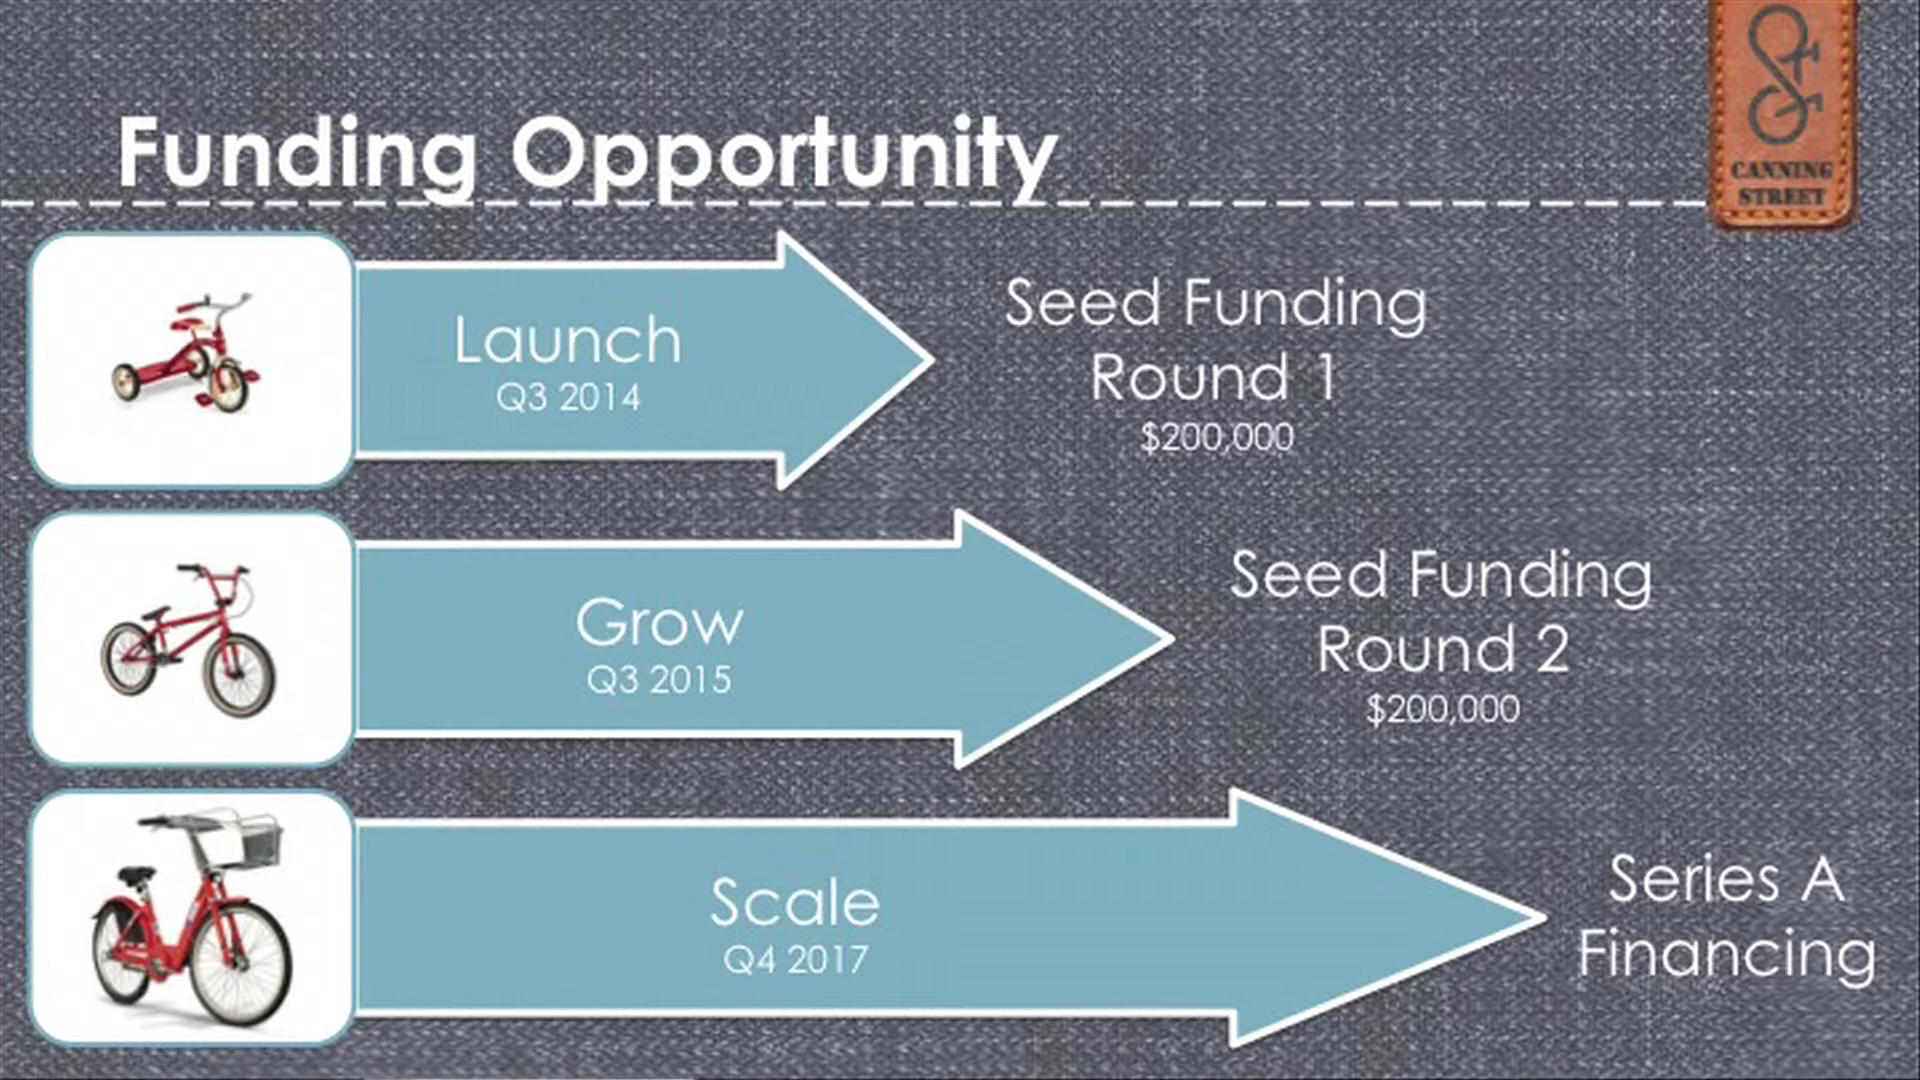 Funding Opportunity
CANNING
STREET
Launch
Q3 2014
Seed Funding
Round 1
$200,000
Grow
Q3 2015
Seed Funding
Round 2
$200,000
Scale
Q4 2017
Series A
Financing